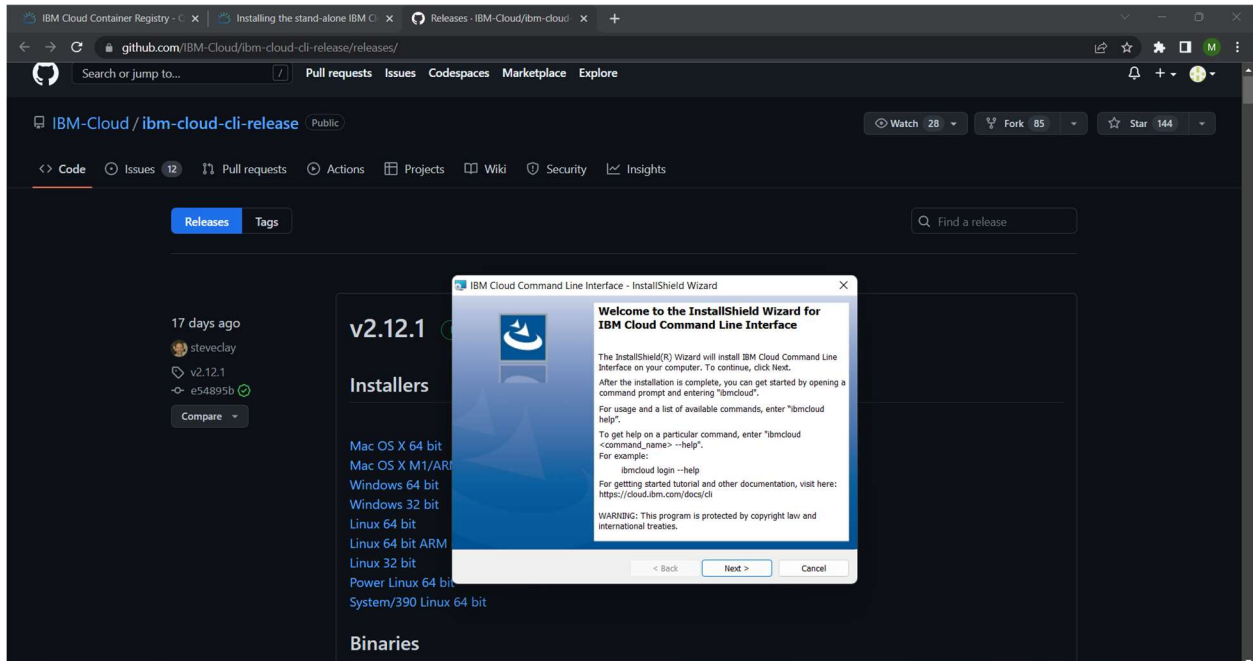 IBM Cloud Container Registry - C
Installing the stand-alone IBM Cl
Releases · IBM-Cloud/ibm-cloud-
github.com/IBM-Cloud/ibm-cloud-cli-release/releases/
M
Search or jump to...
/
Pull requests Issues Codespaces Marketplace Explore
IBM-Cloud / ibm-cloud-cli-release Public
Watch 28
Fork 85
Star 144
<> Code Issues 12 Pull requests Actions Projects Wiki Security Insights
Releases Tags
Find a release
17 days ago
steveclay
v2.12.1
e54895b
Compare
v2.12.1
Installers
Mac OS X 64 bit
Mac OS X M1/AR
Windows 64 bit
Windows 32 bit
Linux 64 bit
Linux 64 bit ARM
Linux 32 bit
Power Linux 64 bit
System/390 Linux 64 bit
Binaries
IBM Cloud Command Line Interface - InstallShield Wizard
Welcome to the InstallShield Wizard for
IBM Cloud Command Line Interface
The InstallShield(R) Wizard will install IBM Cloud Command Line
Interface on your computer. To continue, click Next.
After the installation is complete, you can get started by opening a
command prompt and entering "ibmcloud".
For usage and a list of available commands, enter "ibmcloud
help".
To get help on a particular command, enter "ibmcloud
<command_name> --help".
For example:
ibmcloud login --help
For gettting started tutorial and other documentation, visit here:
https://cloud.ibm.com/docs/cli
WARNING: This program is protected by copyright law and
international treaties.
< Back
Next >
Cancel